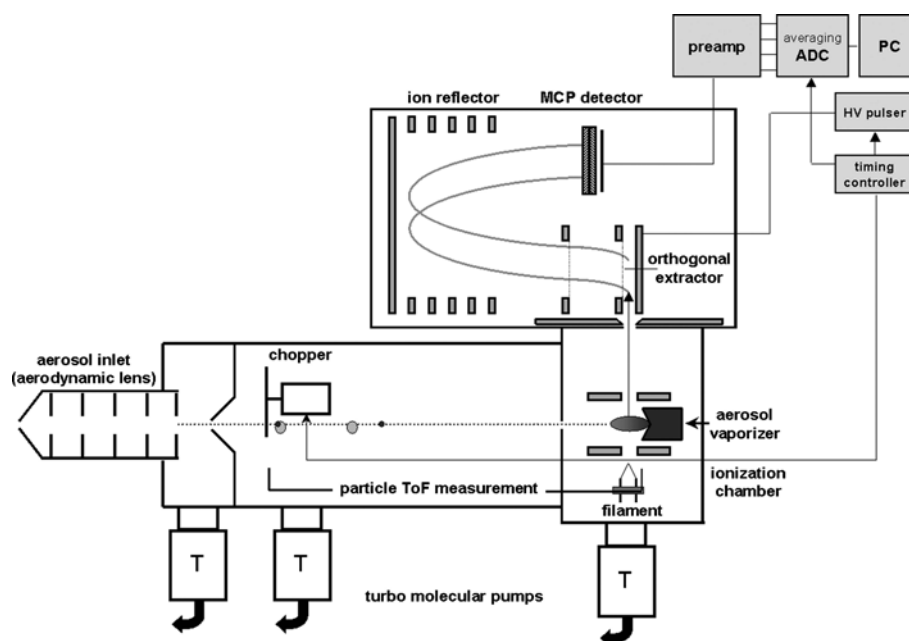 preamp
averaging
ADC
PC
ion reflector
MCP detector
HV pulser
timing
controller
orthogonal
extractor
aerosol inlet
(aerodynamic lens)
chopper
aerosol
vaporizer
particle ToF measurement
ionization
chamber
filament
T
T
T
turbo molecular pumps